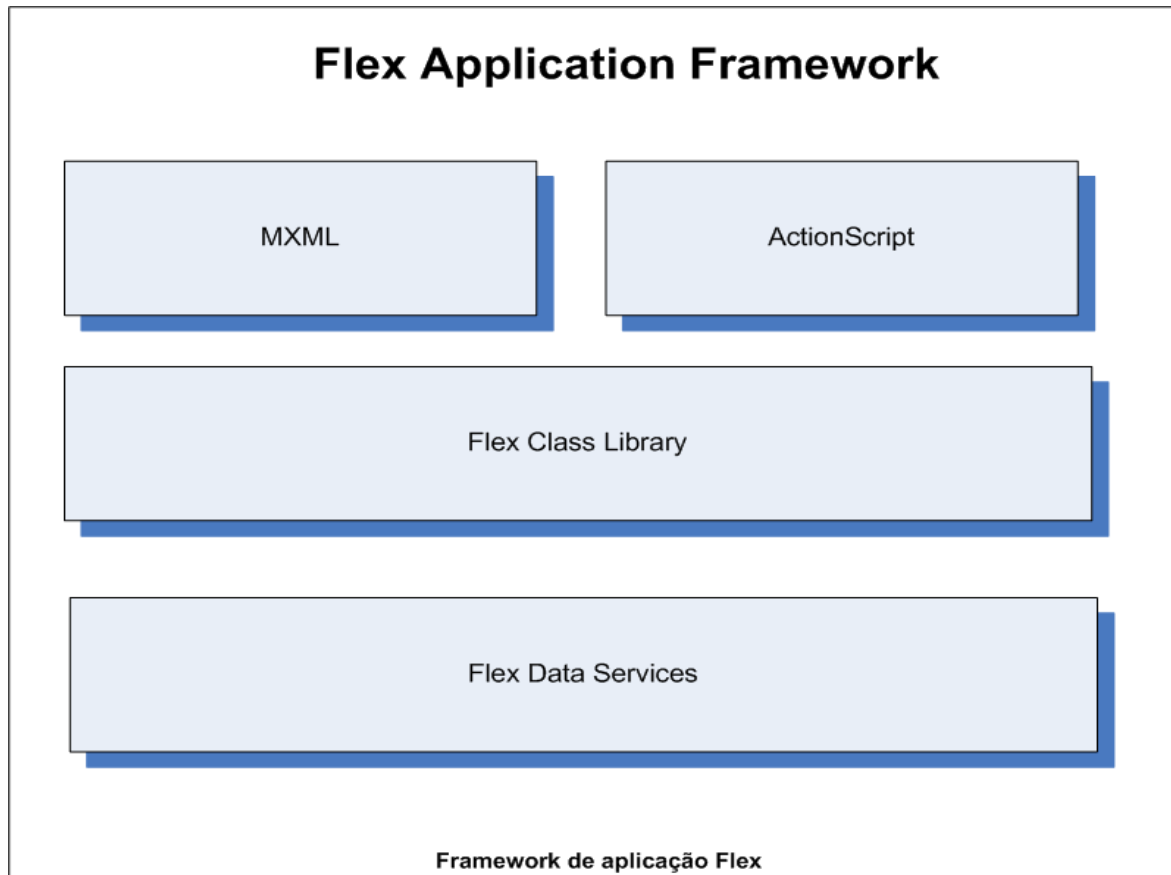 Flex Application Framework
MXML
ActionScript
Flex Class Library
Flex Data Services
Framework de aplicação Flex